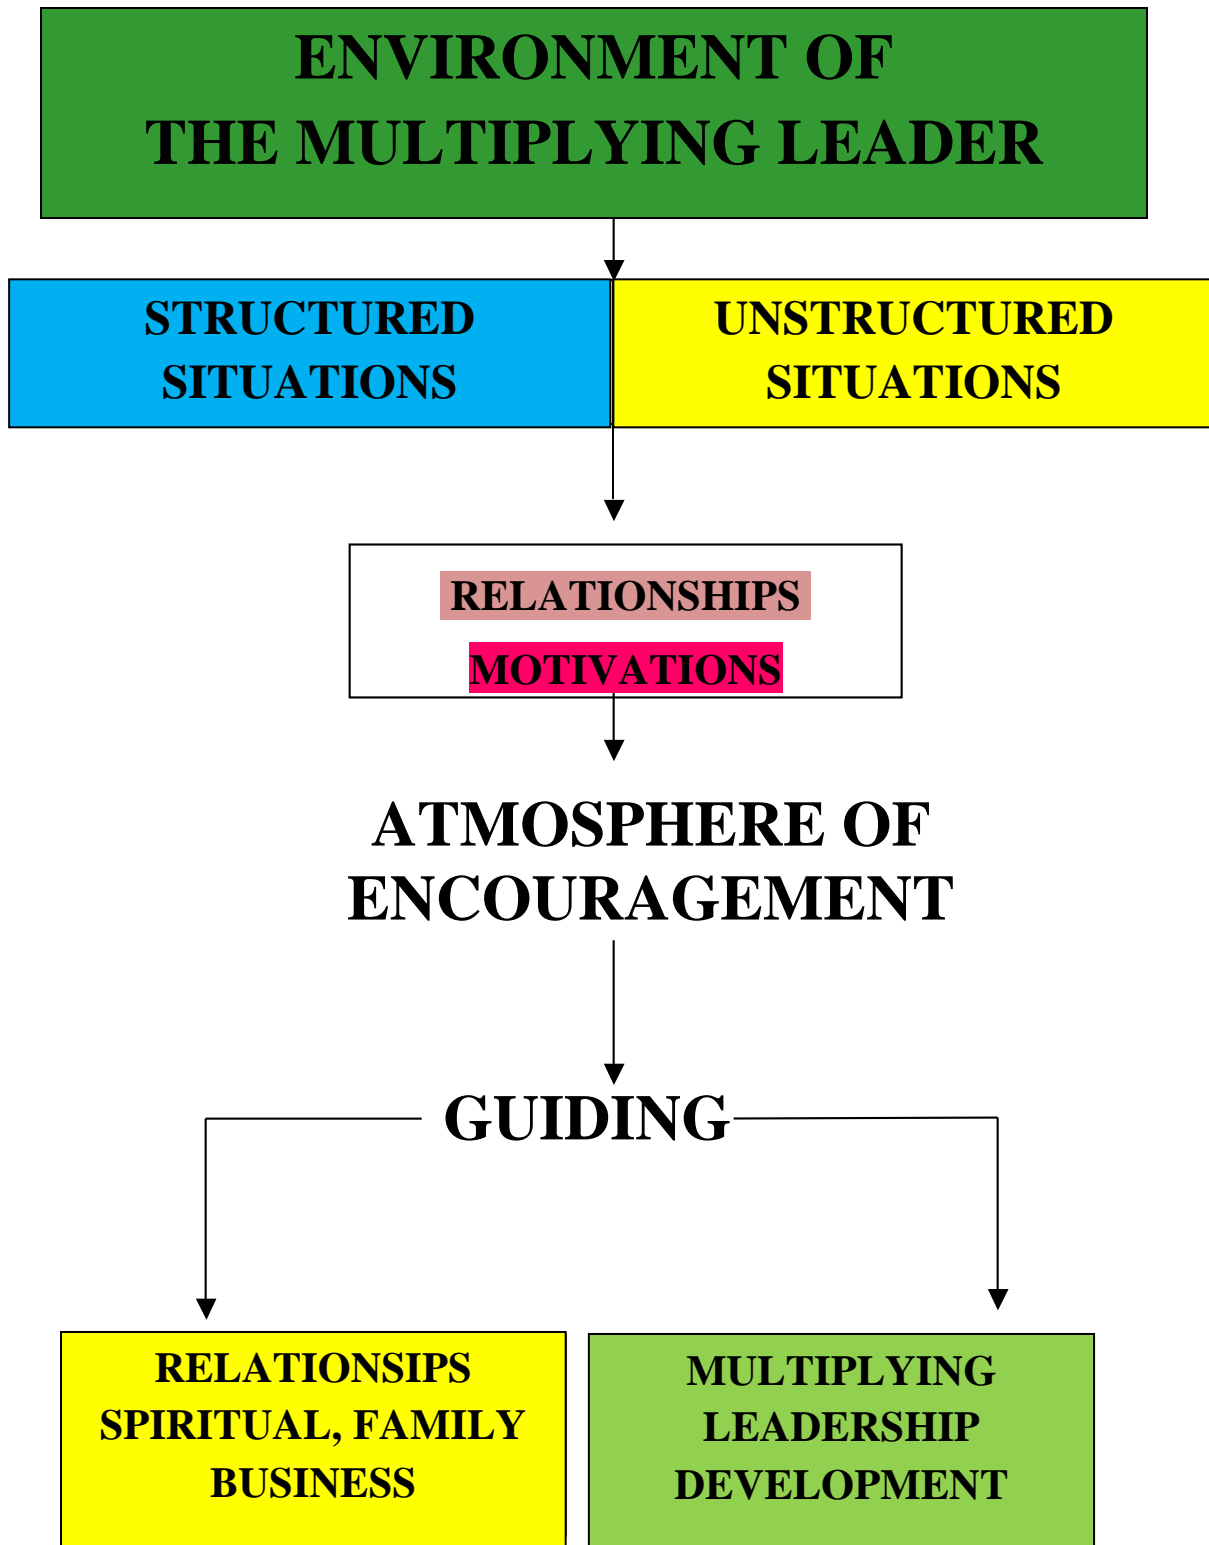 ENVIRONMENT OF
THE MULTIPLYING LEADER
STRUCTURED
SITUATIONS
UNSTRUCTURED
SITUATIONS
RELATIONSHIPS
MOTIVATIONS
ATMOSPHERE OF
ENCOURAGEMENT
GUIDING
RELATIONSIPS
SPIRITUAL, FAMILY
BUSINESS
MULTIPLYING
LEADERSHIP
DEVELOPMENT